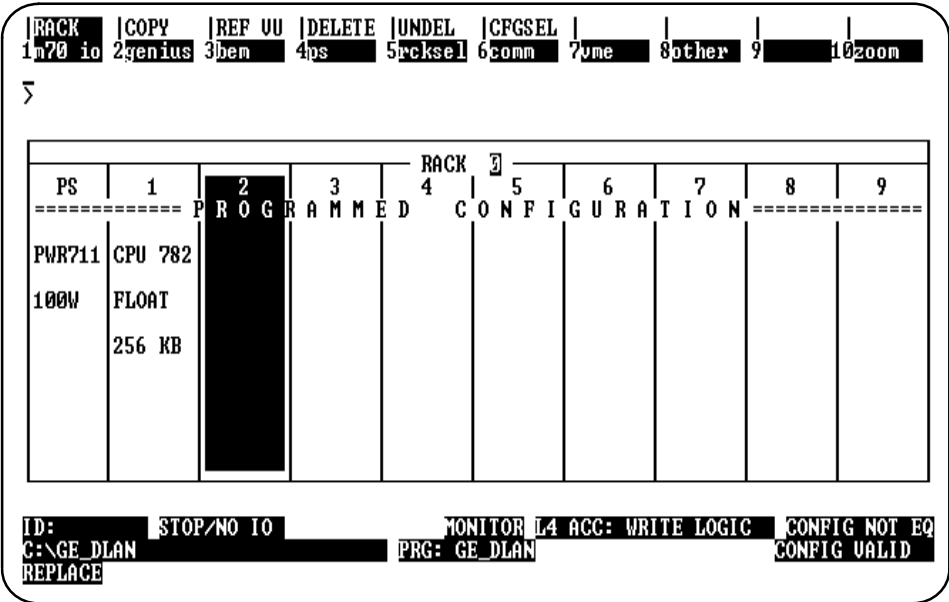 |RACK |COPY |REF VU |DELETE |UNDEL |CFGSEL | | | |
1m70 io 2genius 3bem 4ps 5rcksel 6comm 7vme 8other 9 10zoom
>
RACK 0
PS 1 2 3 4 5 6 7 8 9
============= P R O G R A M M E D C O N F I G U R A T I O N ===============
PWR711 CPU 782
100W FLOAT
256 KB
ID: STOP/NO IO MONITOR L4 ACC: WRITE LOGIC CONFIG NOT EQ
C:\GE_DLAN PRG: GE_DLAN CONFIG VALID
REPLACE